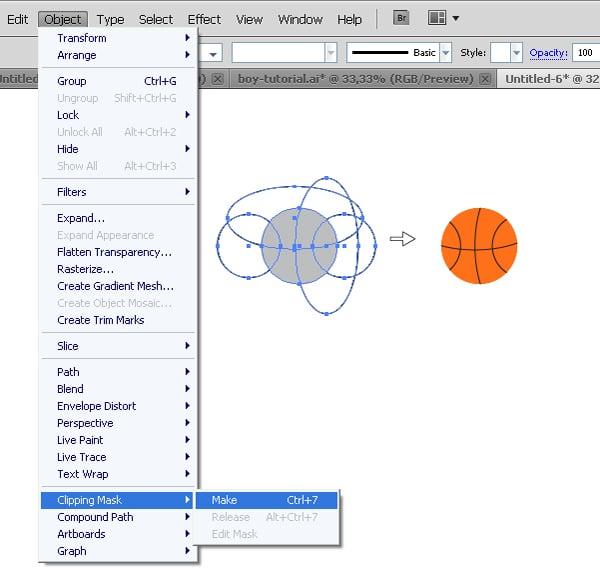 Edit Object Type Select Effect View Window Help Br
Basic Style: Opacity: 100
boy-tutorial.ai* @ 33,33% (RGB/Preview) Untitled-6* @ 32
Transform
Arrange
Group Ctrl+G
Ungroup Shift+Ctrl+G
Lock
Unlock All Alt+Ctrl+2
Hide
Show All Alt+Ctrl+3
Filters
Expand...
Expand Appearance
Flatten Transparency...
Rasterize...
Create Gradient Mesh...
Create Object Mosaic...
Create Trim Marks
Slice
Path
Blend
Envelope Distort
Perspective
Live Paint
Live Trace
Text Wrap
Clipping Mask Make Ctrl+7
Compound Path Release Alt+Ctrl+7
Artboards Edit Mask
Graph